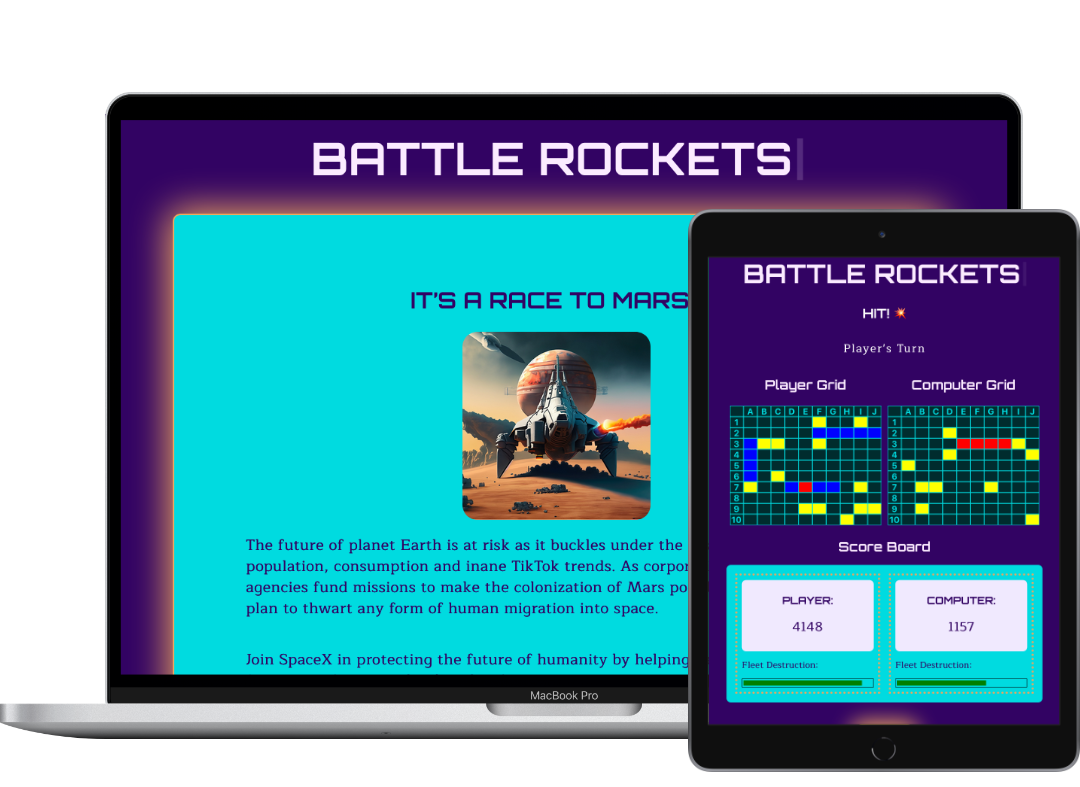 BATTLE ROCKETS
IT'S A RACE TO MARS
The future of planet Earth is at risk as it buckles under the
population, consumption and inane TikTok trends. As corpor
agencies fund missions to make the colonization of Mars po
plan to thwart any form of human migration into space.
Join SpaceX in protecting the future of humanity by helping
MacBook Pro
BATTLE ROCKETS
HIT! 💥
Player's Turn
Player Grid
Computer Grid
A B C D E F G H I J
1
2
3
4
5
6
7
8
9
10
A B C D E F G H I J
1
2
3
4
5
6
7
8
9
10
Score Board
PLAYER:
4148
Fleet Destruction:
COMPUTER:
1157
Fleet Destruction: